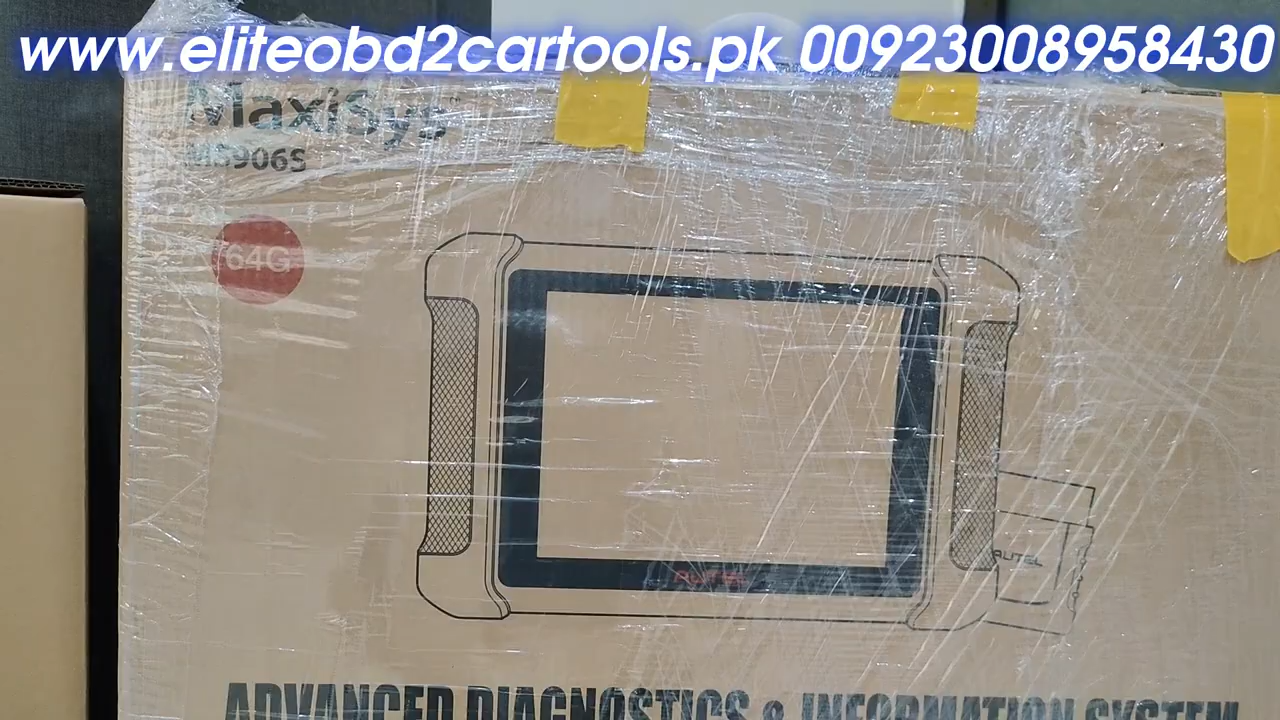 www.eliteobd2cartools.pk 00923008958430
MaxiSys
MS906S
64G
AUTEL
AUTEL
ADVANCED DIAGNOSTICS & INFORMATION SYSTEM